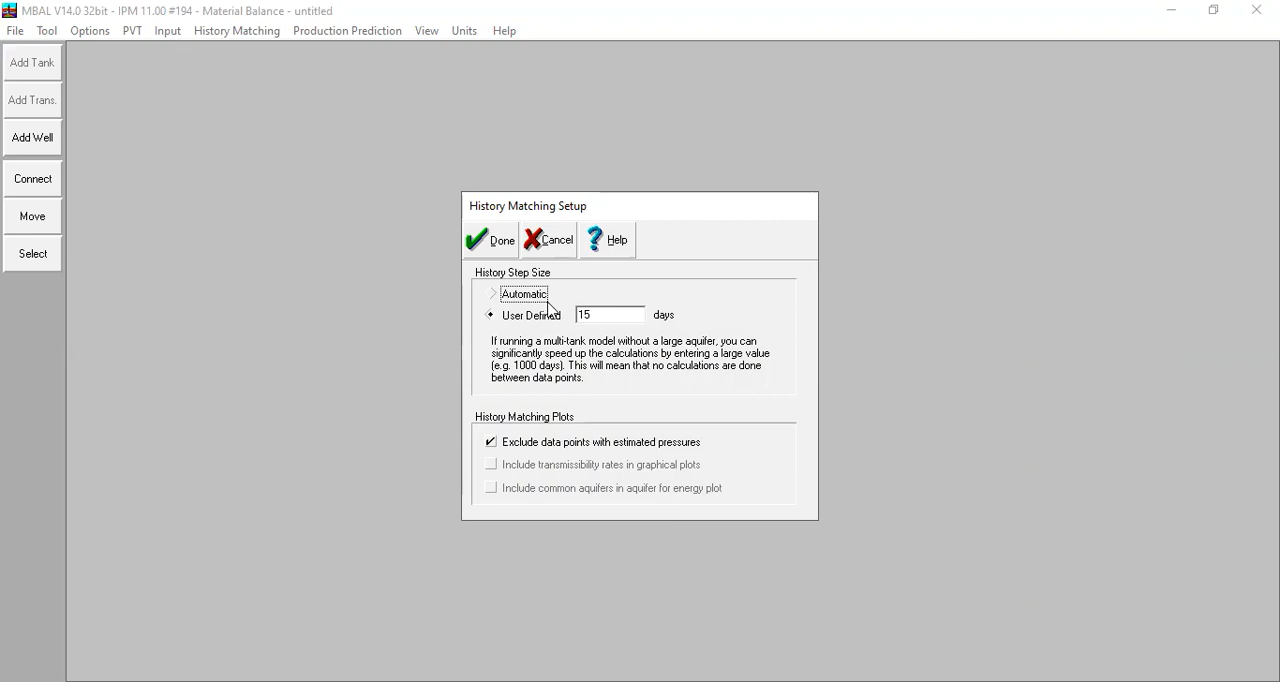 MBAL V14.0 32bit - IPM 11.00 #194 - Material Balance - untitled
File Tool Options PVT Input History Matching Production Prediction View Units Help
Add Tank
Add Trans.
Add Well
Connect
Move
Select
History Matching Setup
Done Cancel Help
History Step Size
Automatic
User Defined 15 days
If running a multi-tank model without a large aquifer, you can
significantly speed up the calculations by entering a large value
(e.g. 1000 days). This will mean that no calculations are done
between data points.
History Matching Plots
Exclude data points with estimated pressures
Include transmissibility rates in graphical plots
Include common aquifers in aquifer for energy plot